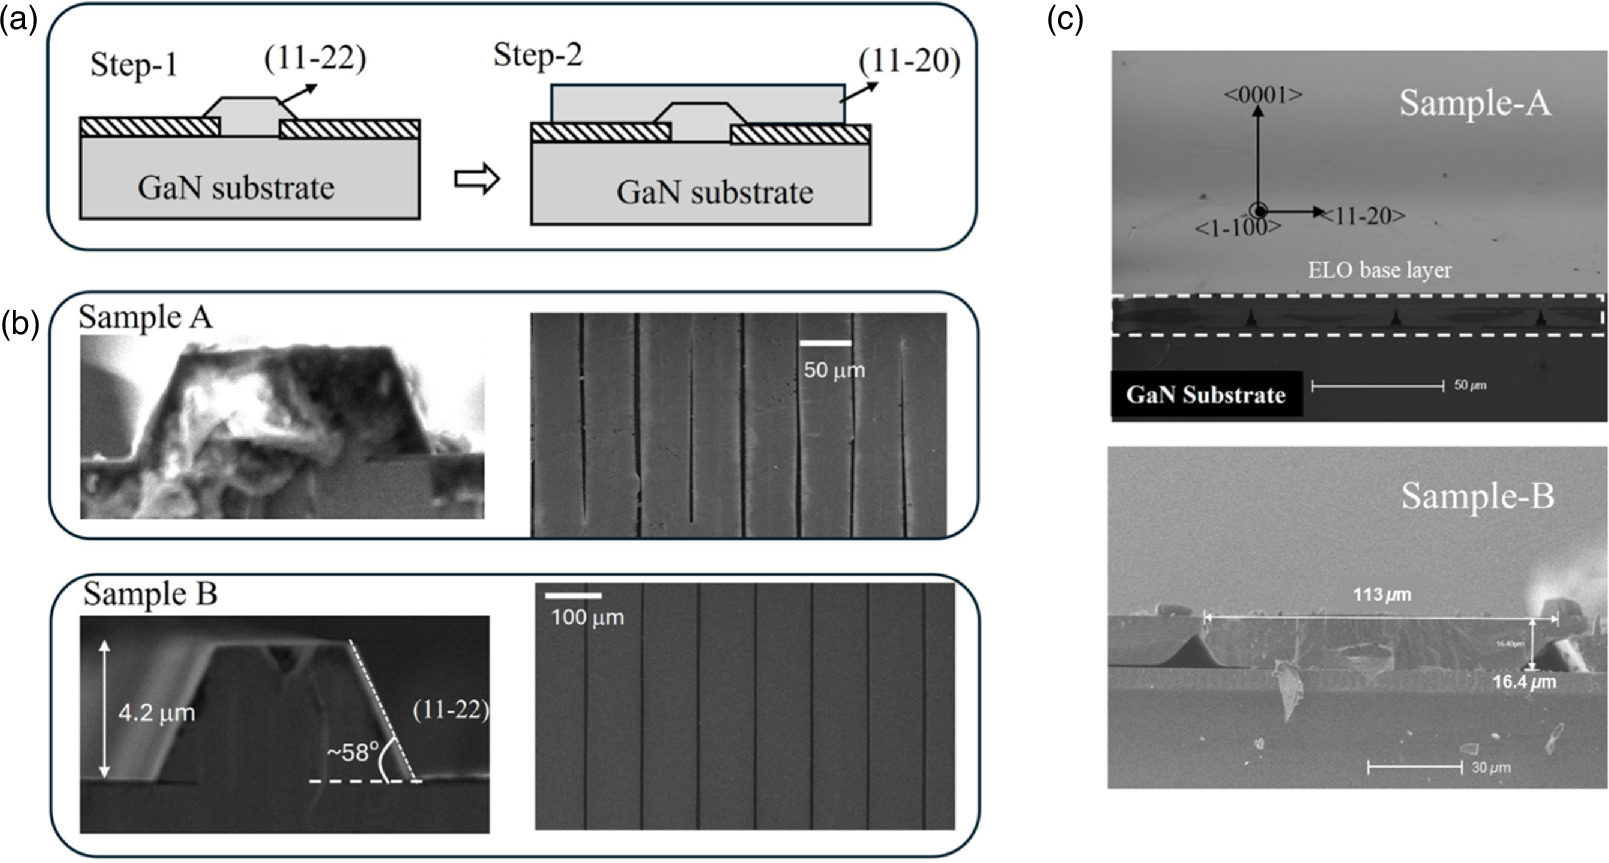 (a)
Step-1
(11-22)
GaN substrate
Step-2
(11-20)
GaN substrate
(b)
Sample A
50 μm
Sample B
4.2 μm
(11-22)
~58°
100 μm
(c)
Sample-A
<0001>
<11-20>
<1-100>
ELO base layer
GaN Substrate
50 μm
Sample-B
113 μm
16.40μm
16.4 μm
30 μm